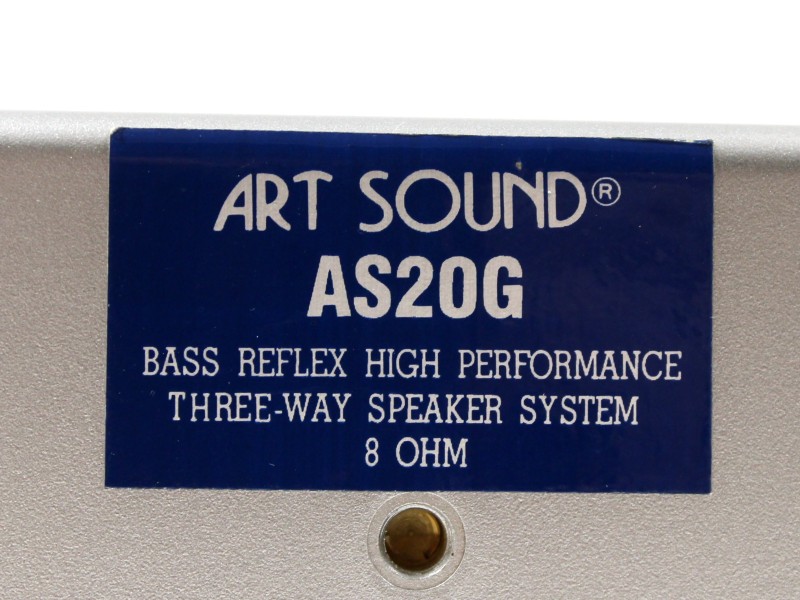 ART SOUND®
AS20G
BASS REFLEX HIGH PERFORMANCE
THREE-WAY SPEAKER SYSTEM
8 OHM